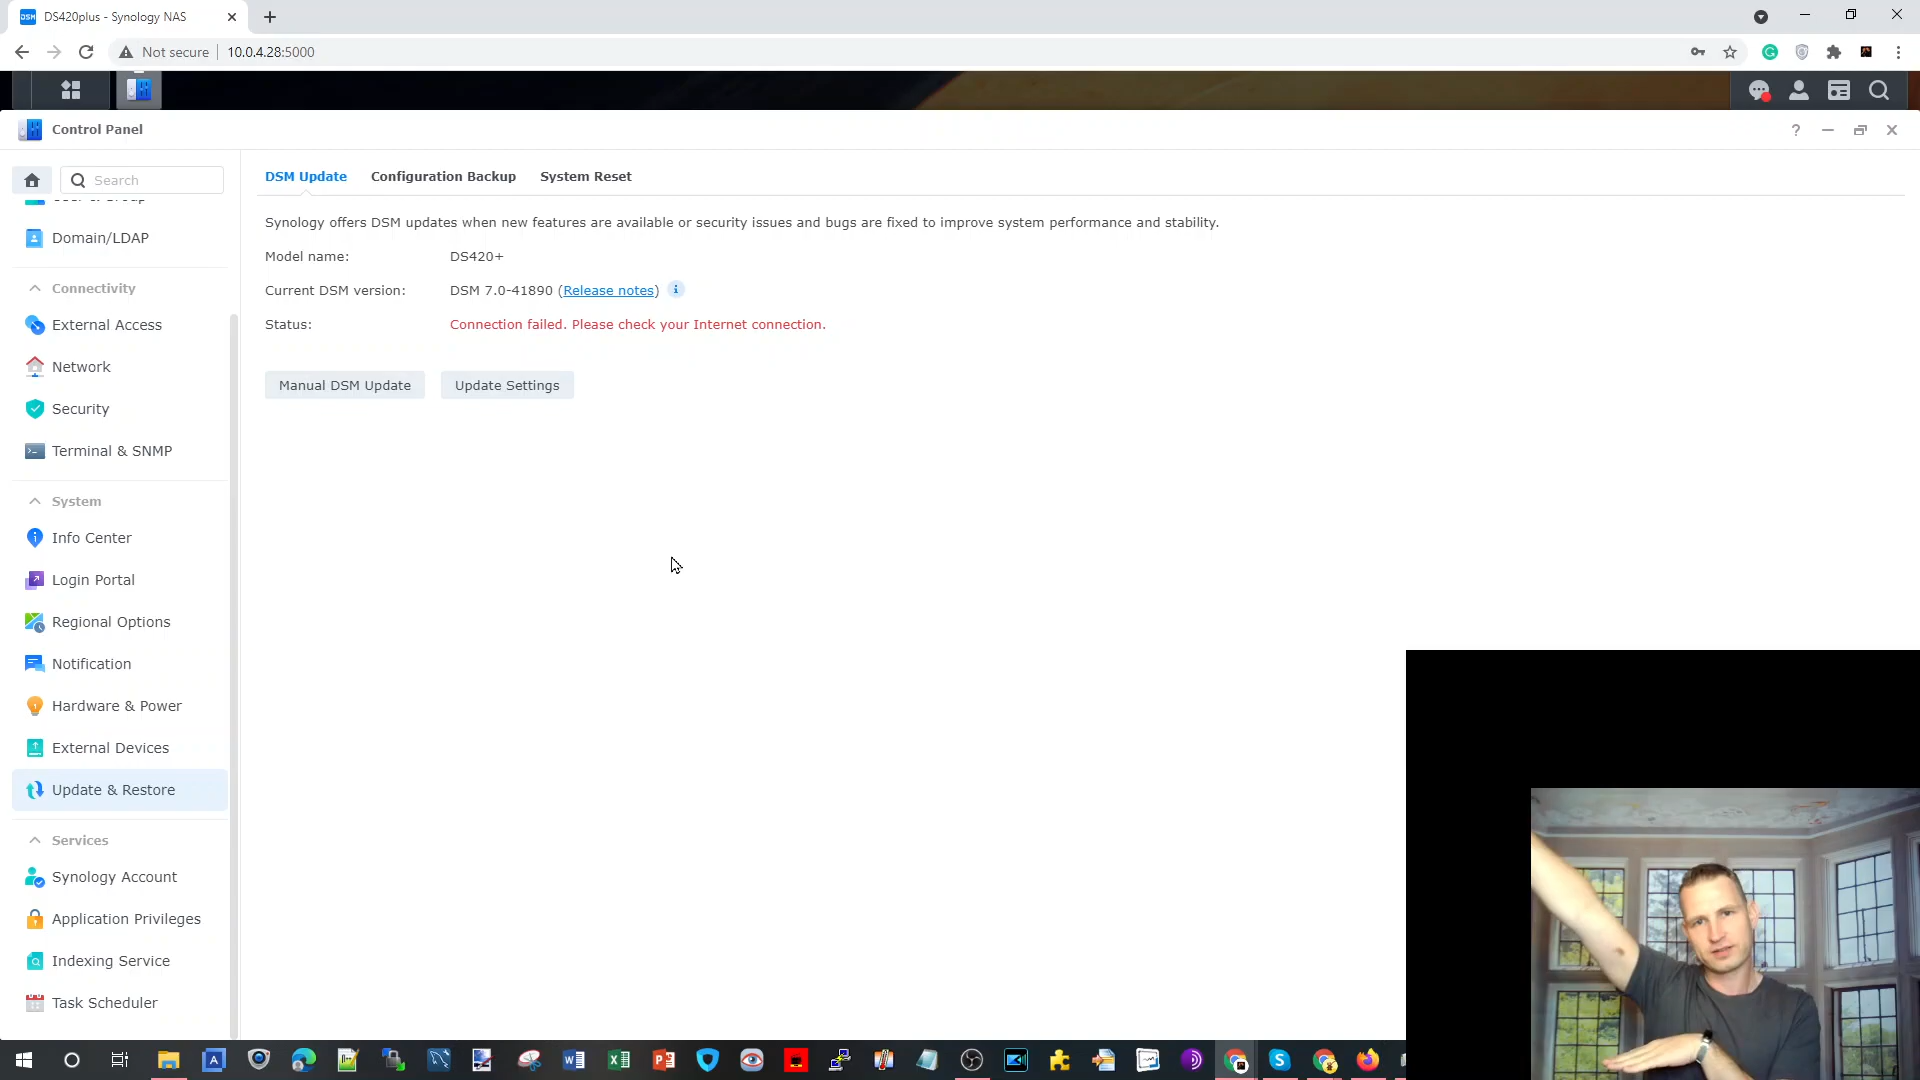 DS420plus - Synology NAS
Not secure
10.0.4.28:5000
Control Panel
Search
Domain/LDAP
Connectivity
External Access
Network
Security
Terminal & SNMP
System
Info Center
Login Portal
Regional Options
Notification
Hardware & Power
External Devices
Update & Restore
Services
Synology Account
Application Privileges
Indexing Service
Task Scheduler
DSM Update
Configuration Backup
System Reset
Synology offers DSM updates when new features are available or security issues and bugs are fixed to improve system performance and stability.
Model name: DS420+
Current DSM version: DSM 7.0-41890 (Release notes)
Status: Connection failed. Please check your Internet connection.
Manual DSM Update
Update Settings